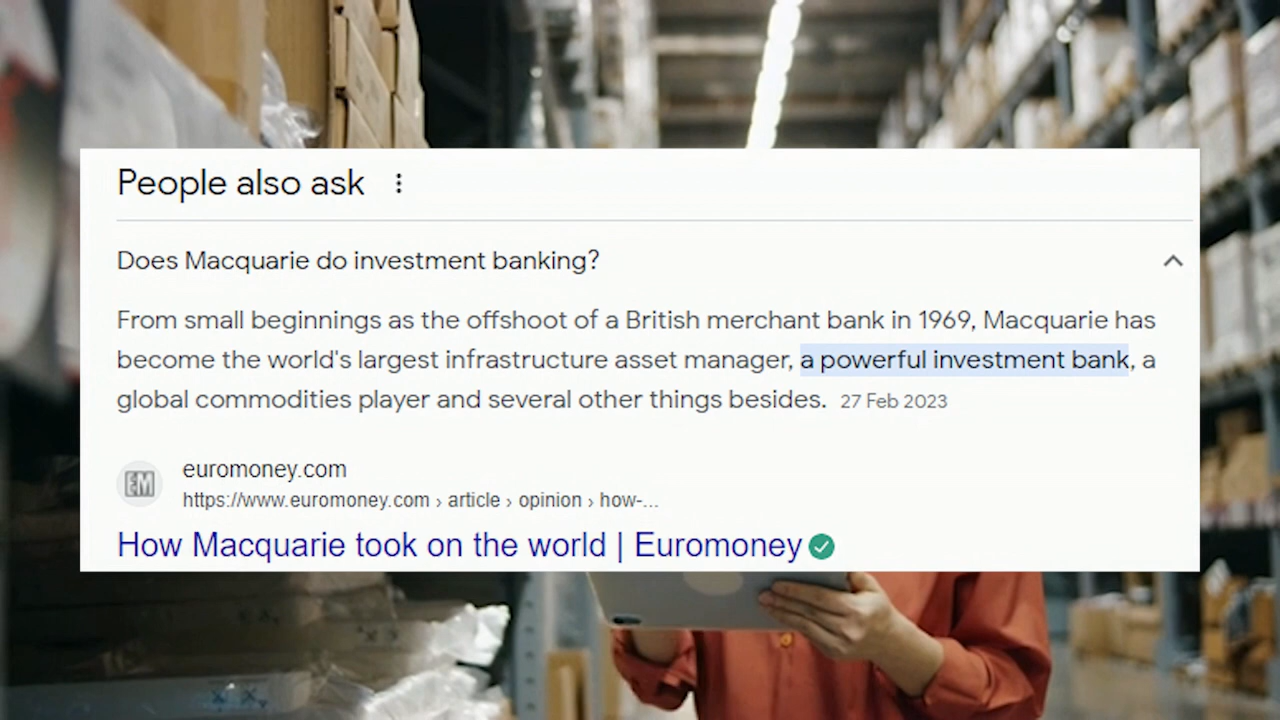 People also ask
Does Macquarie do investment banking?
From small beginnings as the offshoot of a British merchant bank in 1969, Macquarie has
become the world's largest infrastructure asset manager, a powerful investment bank, a
global commodities player and several other things besides. 27 Feb 2023
EM
euromoney.com
https://www.euromoney.com › article › opinion › how-...
How Macquarie took on the world | Euromoney